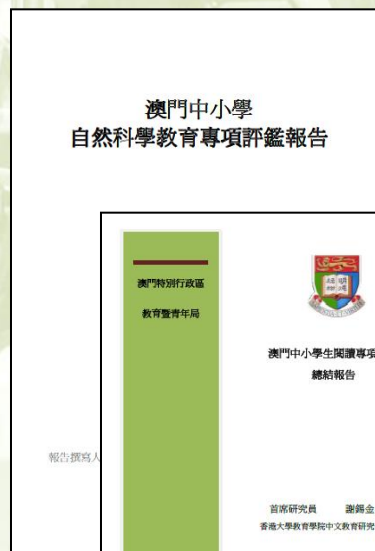 澳門中小學
自然科學教育專項評鑑報告
澳門特別行政區
教育暨青年局
澳門中小學生閱讀專項
總結報告
報告撰寫人
首席研究員 謝錫金
香港大學教育學院中文教育研究